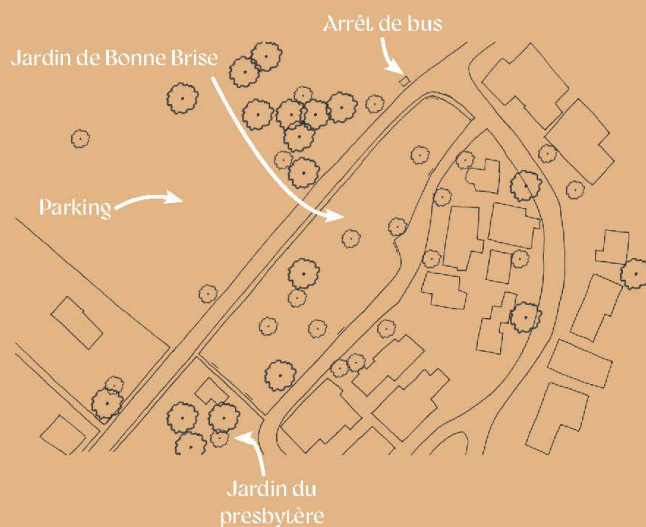 Arrêt de bus
Jardin de Bonne Brise
Parking
Jardin du
presbytère